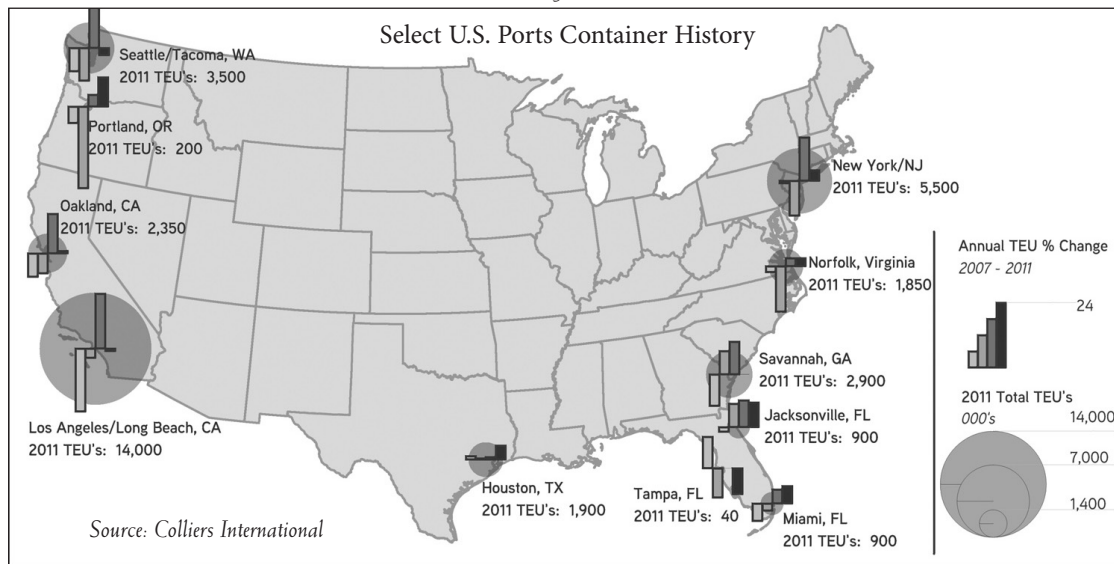 Select U.S. Ports Container History
Seattle/Tacoma, WA
2011 TEU's: 3,500
Portland, OR
2011 TEU's: 200
Oakland, CA
2011 TEU's: 2,350
Los Angeles/Long Beach, CA
2011 TEU's: 14,000
Houston, TX
2011 TEU's: 1,900
Tampa, FL
2011 TEU's: 40
Miami, FL
2011 TEU's: 900
Jacksonville, FL
2011 TEU's: 900
Savannah, GA
2011 TEU's: 2,900
Norfolk, Virginia
2011 TEU's: 1,850
New York/NJ
2011 TEU's: 5,500
Annual TEU % Change
2007 - 2011
24
2011 Total TEU's
000's
14,000
7,000
1,400
Source: Colliers International